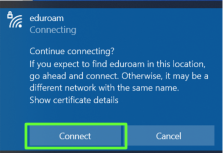 eduroam
Connecting
Continue connecting?
If you expect to find eduroam in this location,
go ahead and connect. Otherwise, it may be a
different network with the same name.
Show certificate details
Connect Cancel